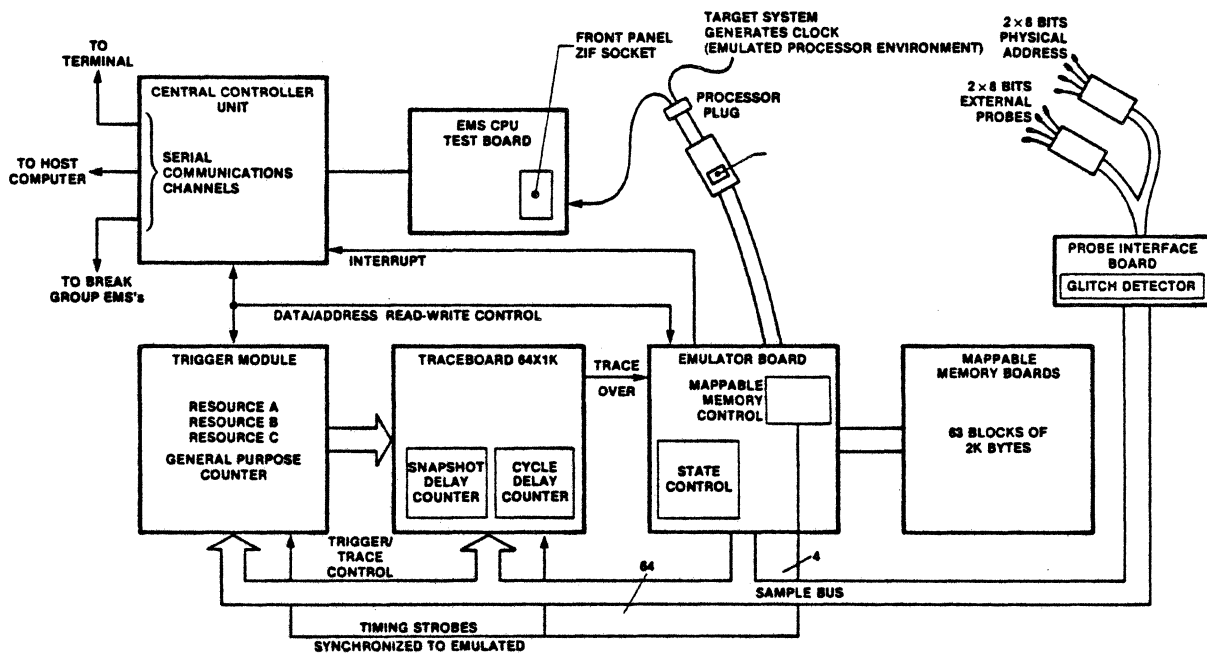 TO
TERMINAL
TO HOST
COMPUTER
TO BREAK
GROUP EMS's
CENTRAL CONTROLLER
UNIT
SERIAL
COMMUNICATIONS
CHANNELS
FRONT PANEL
ZIF SOCKET
EMS CPU
TEST BOARD
TARGET SYSTEM
GENERATES CLOCK
(EMULATED PROCESSOR ENVIRONMENT)
PROCESSOR
PLUG
2 × 8 BITS
PHYSICAL
ADDRESS
2 × 8 BITS
EXTERNAL
PROBES
PROBE INTERFACE
BOARD
GLITCH DETECTOR
INTERRUPT
DATA/ADDRESS READ-WRITE CONTROL
TRIGGER MODULE
RESOURCE A
RESOURCE B
RESOURCE C
GENERAL PURPOSE
COUNTER
TRACEBOARD 64X1K
SNAPSHOT
DELAY
COUNTER
CYCLE
DELAY
COUNTER
TRACE
OVER
EMULATOR BOARD
MAPPABLE
MEMORY
CONTROL
STATE
CONTROL
MAPPABLE
MEMORY BOARDS
63 BLOCKS OF
2K BYTES
TRIGGER/
TRACE
CONTROL
64
4
SAMPLE BUS
TIMING STROBES
SYNCHRONIZED TO EMULATED